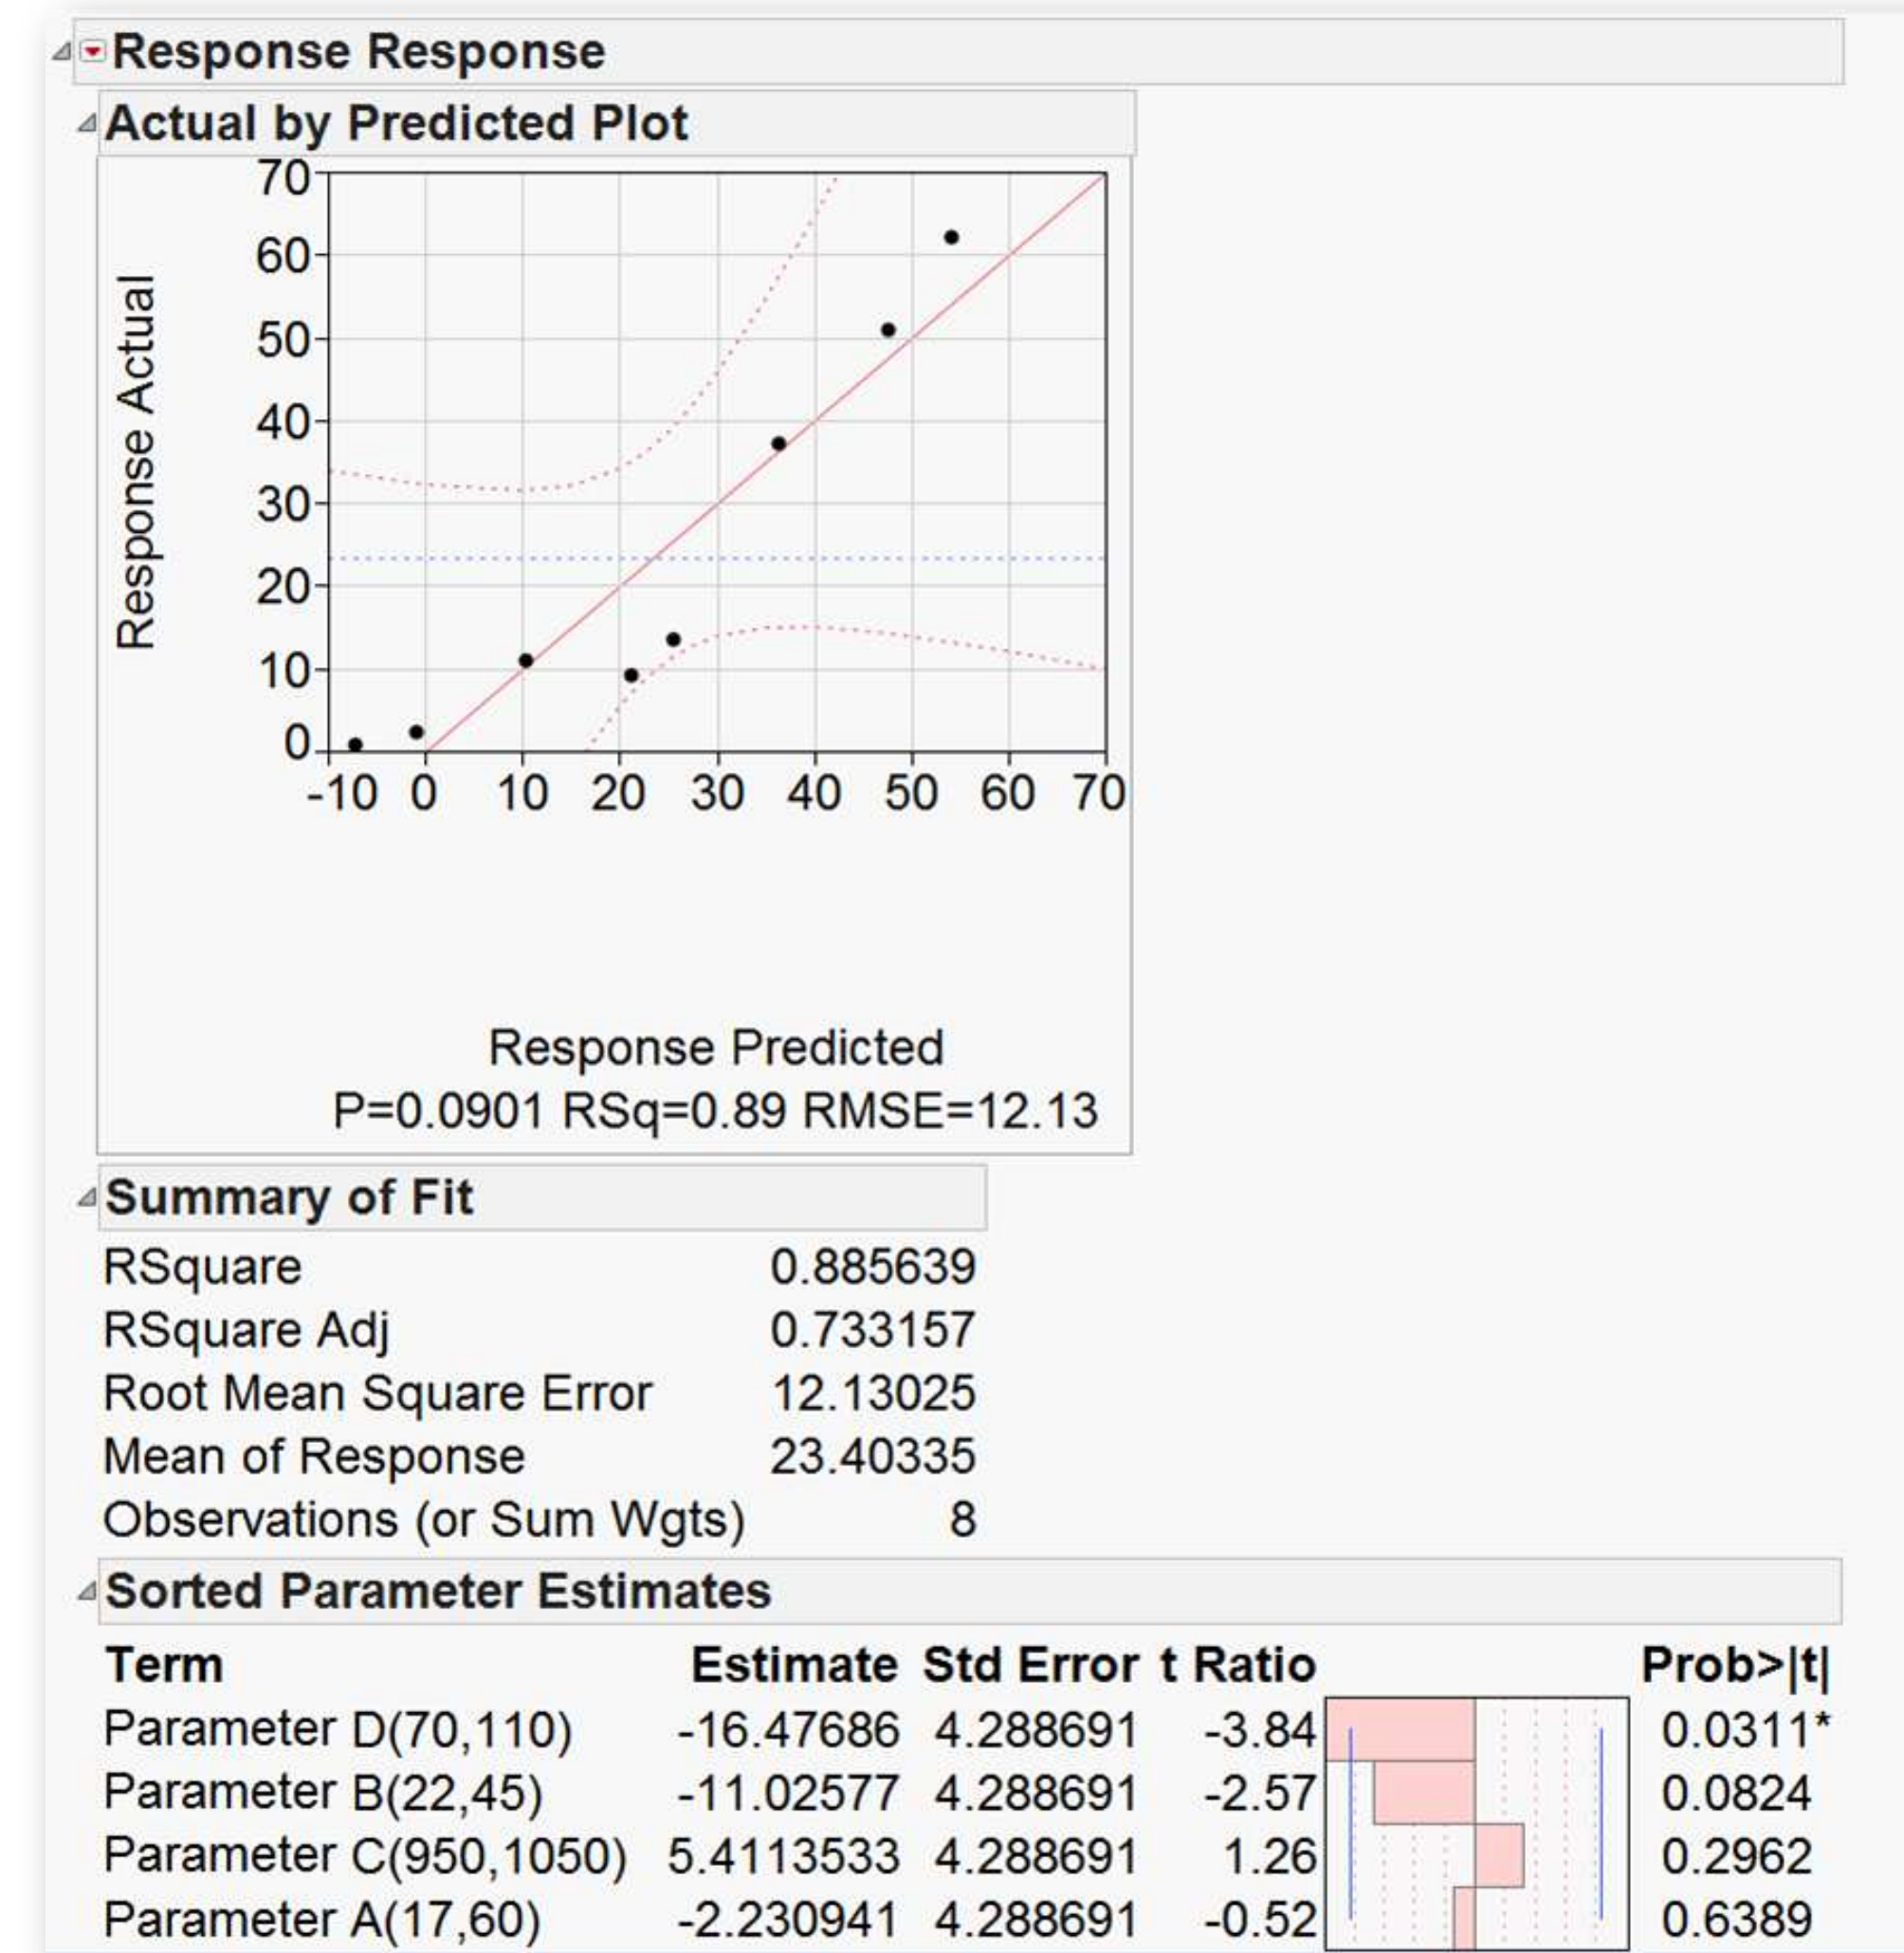 Response Response
Actual by Predicted Plot
Response Actual
70
60
50
40
30
20
10
0
-10 0 10 20 30 40 50 60 70
Response Predicted
P=0.0901 RSq=0.89 RMSE=12.13
Summary of Fit
RSquare 0.885639
RSquare Adj 0.733157
Root Mean Square Error 12.13025
Mean of Response 23.40335
Observations (or Sum Wgts) 8
Sorted Parameter Estimates
Term Estimate Std Error t Ratio Prob>|t|
Parameter D(70,110) -16.47686 4.288691 -3.84 0.0311*
Parameter B(22,45) -11.02577 4.288691 -2.57 0.0824
Parameter C(950,1050) 5.4113533 4.288691 1.26 0.2962
Parameter A(17,60) -2.230941 4.288691 -0.52 0.6389